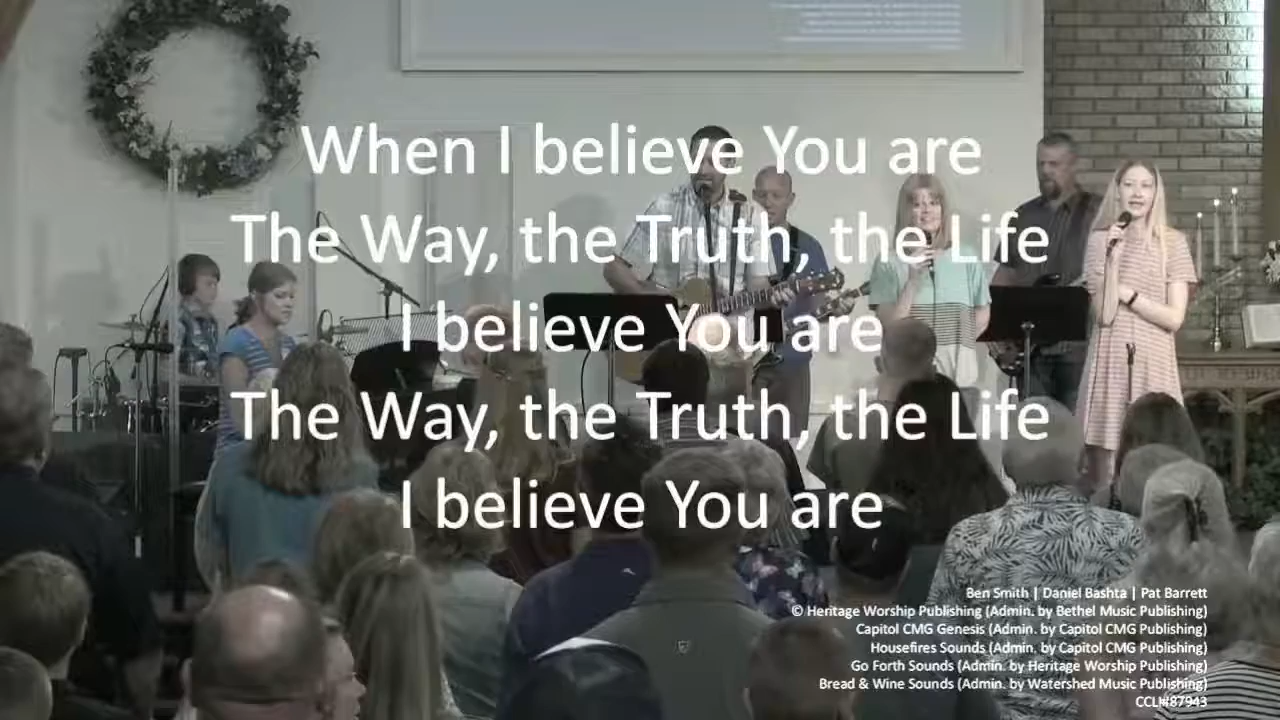 When I believe You are
The Way, the Truth, the Life
I believe You are
The Way, the Truth, the Life
I believe You are
Ben Smith | Daniel Bashta | Pat Barrett
© Heritage Worship Publishing (Admin. by Bethel Music Publishing)
Capitol CMG Genesis (Admin. by Capitol CMG Publishing)
Housefires Sounds (Admin. by Capitol CMG Publishing)
Go Forth Sounds (Admin. by Heritage Worship Publishing)
Bread & Wine Sounds (Admin. by Watershed Music Publishing)
CCLI#87943